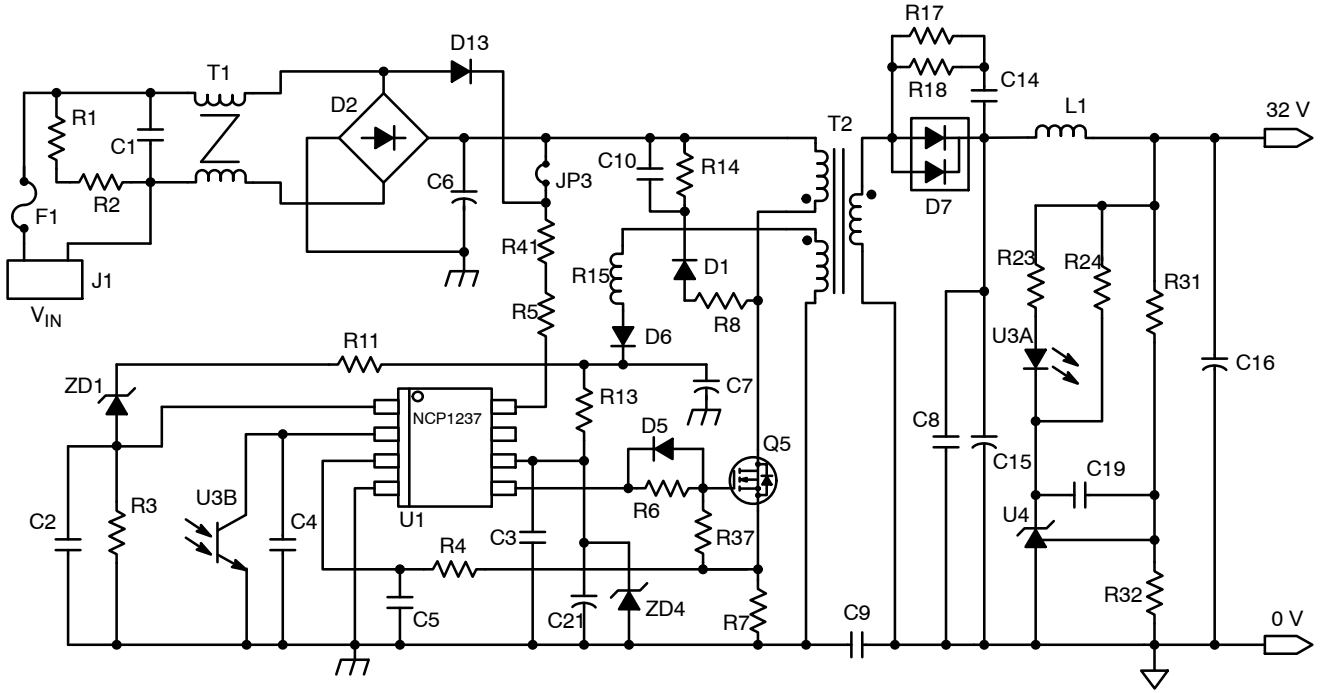 R17
D13
T1
R18
C14
D2
L1
32 V
R1
C1
T2
C10
R14
C6
JP3
R2
F1
D7
R41
R23
R24
J1
R15
D1
R31
VIN
R5
R8
D6
U3A
R11
C16
ZD1
C7
R13
NCP1237
D5
C8
Q5
C15
C19
U3B
R3
C4
U1
R6
U4
C2
C3
R37
R4
R32
C5
C21
ZD4
R7
C9
0 V